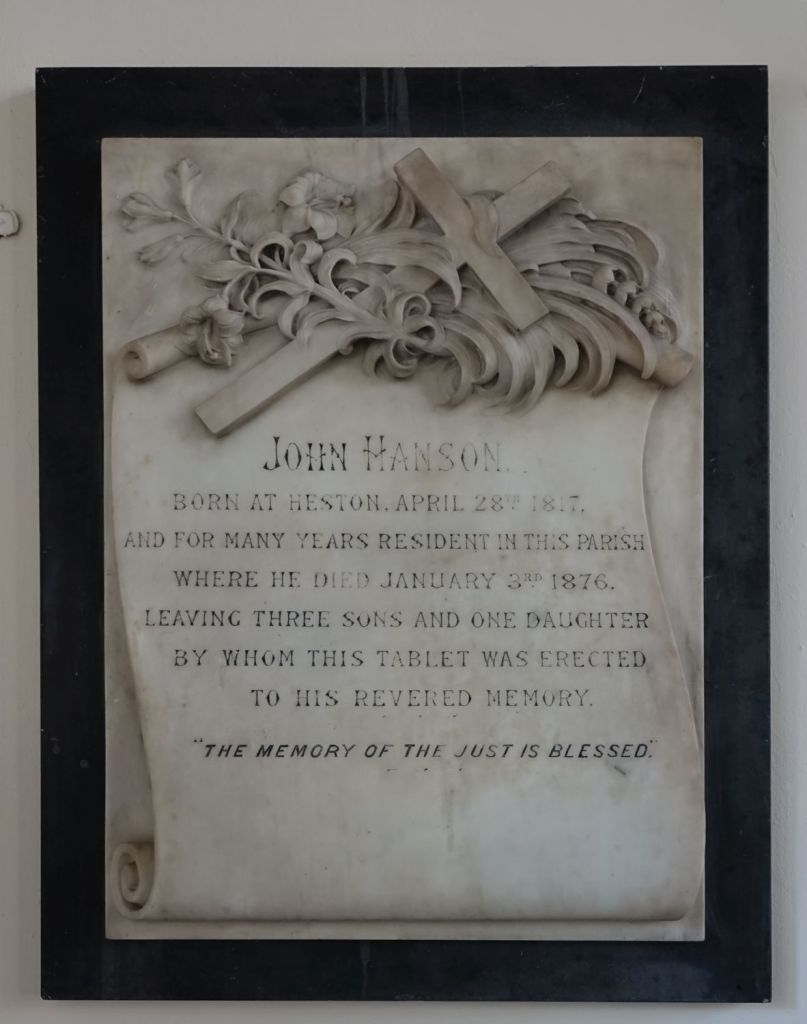 JOHN HANSON.
BORN AT HESTON, APRIL 28TH 1817,
AND FOR MANY YEARS RESIDENT IN THIS PARISH
WHERE HE DIED JANUARY 3RD 1876.
LEAVING THREE SONS AND ONE DAUGHTER
BY WHOM THIS TABLET WAS ERECTED
TO HIS REVERED MEMORY.
"THE MEMORY OF THE JUST IS BLESSED."